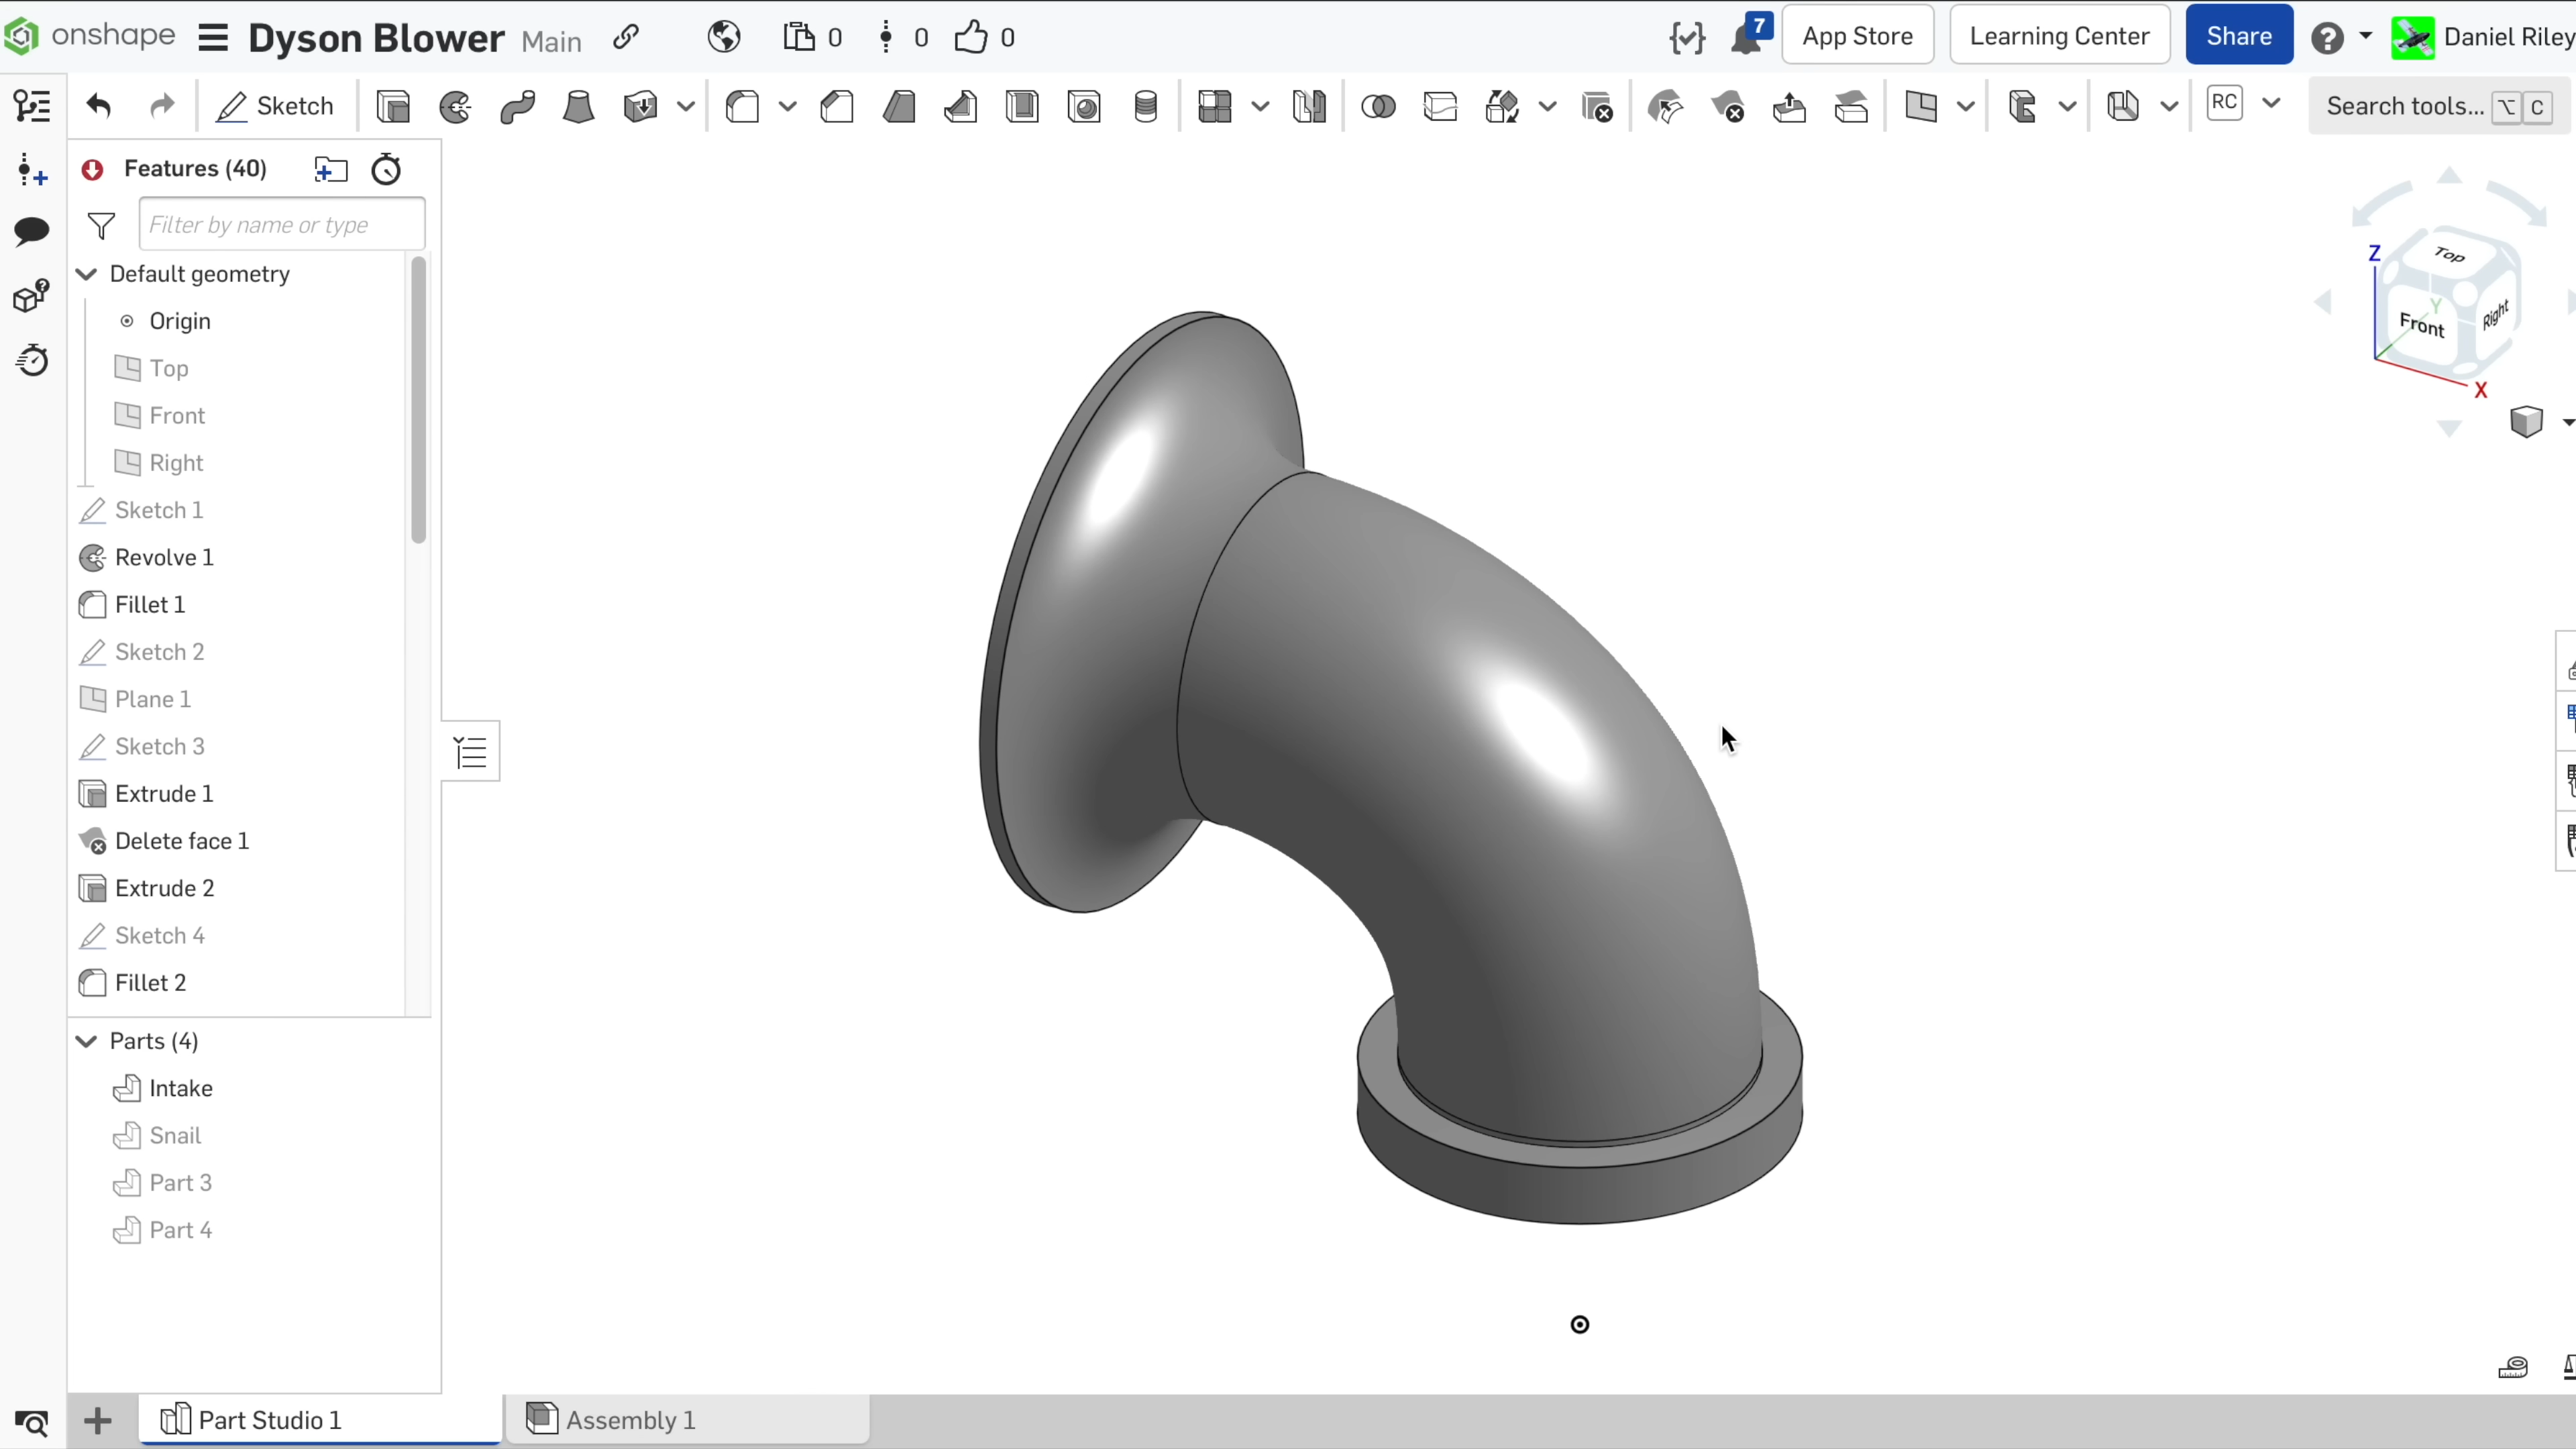 onshape Dyson Blower Main 0 0 0 7 App Store Learning Center Share Daniel Riley
Sketch RC Search tools... ⌥ C
Features (40)
Filter by name or type
Default geometry
Origin
Top
Front
Right
Sketch 1
Revolve 1
Fillet 1
Sketch 2
Plane 1
Sketch 3
Extrude 1
Delete face 1
Extrude 2
Sketch 4
Fillet 2
Parts (4)
Intake
Snail
Part 3
Part 4
Z
Top
Y
Front
Right
X
Part Studio 1 Assembly 1